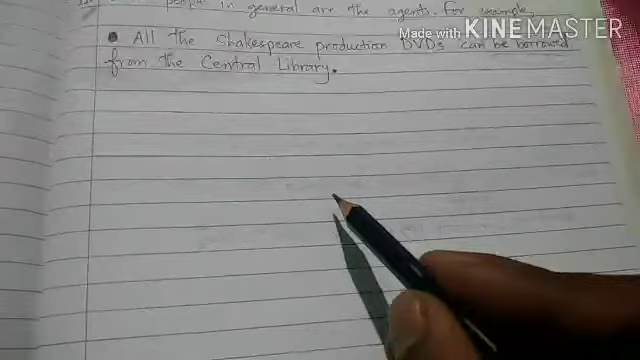 people in general are the agents. For example,
Made with KINEMASTER
• All the Shakespeare production DVDs can be borrowed
from the Central Library.